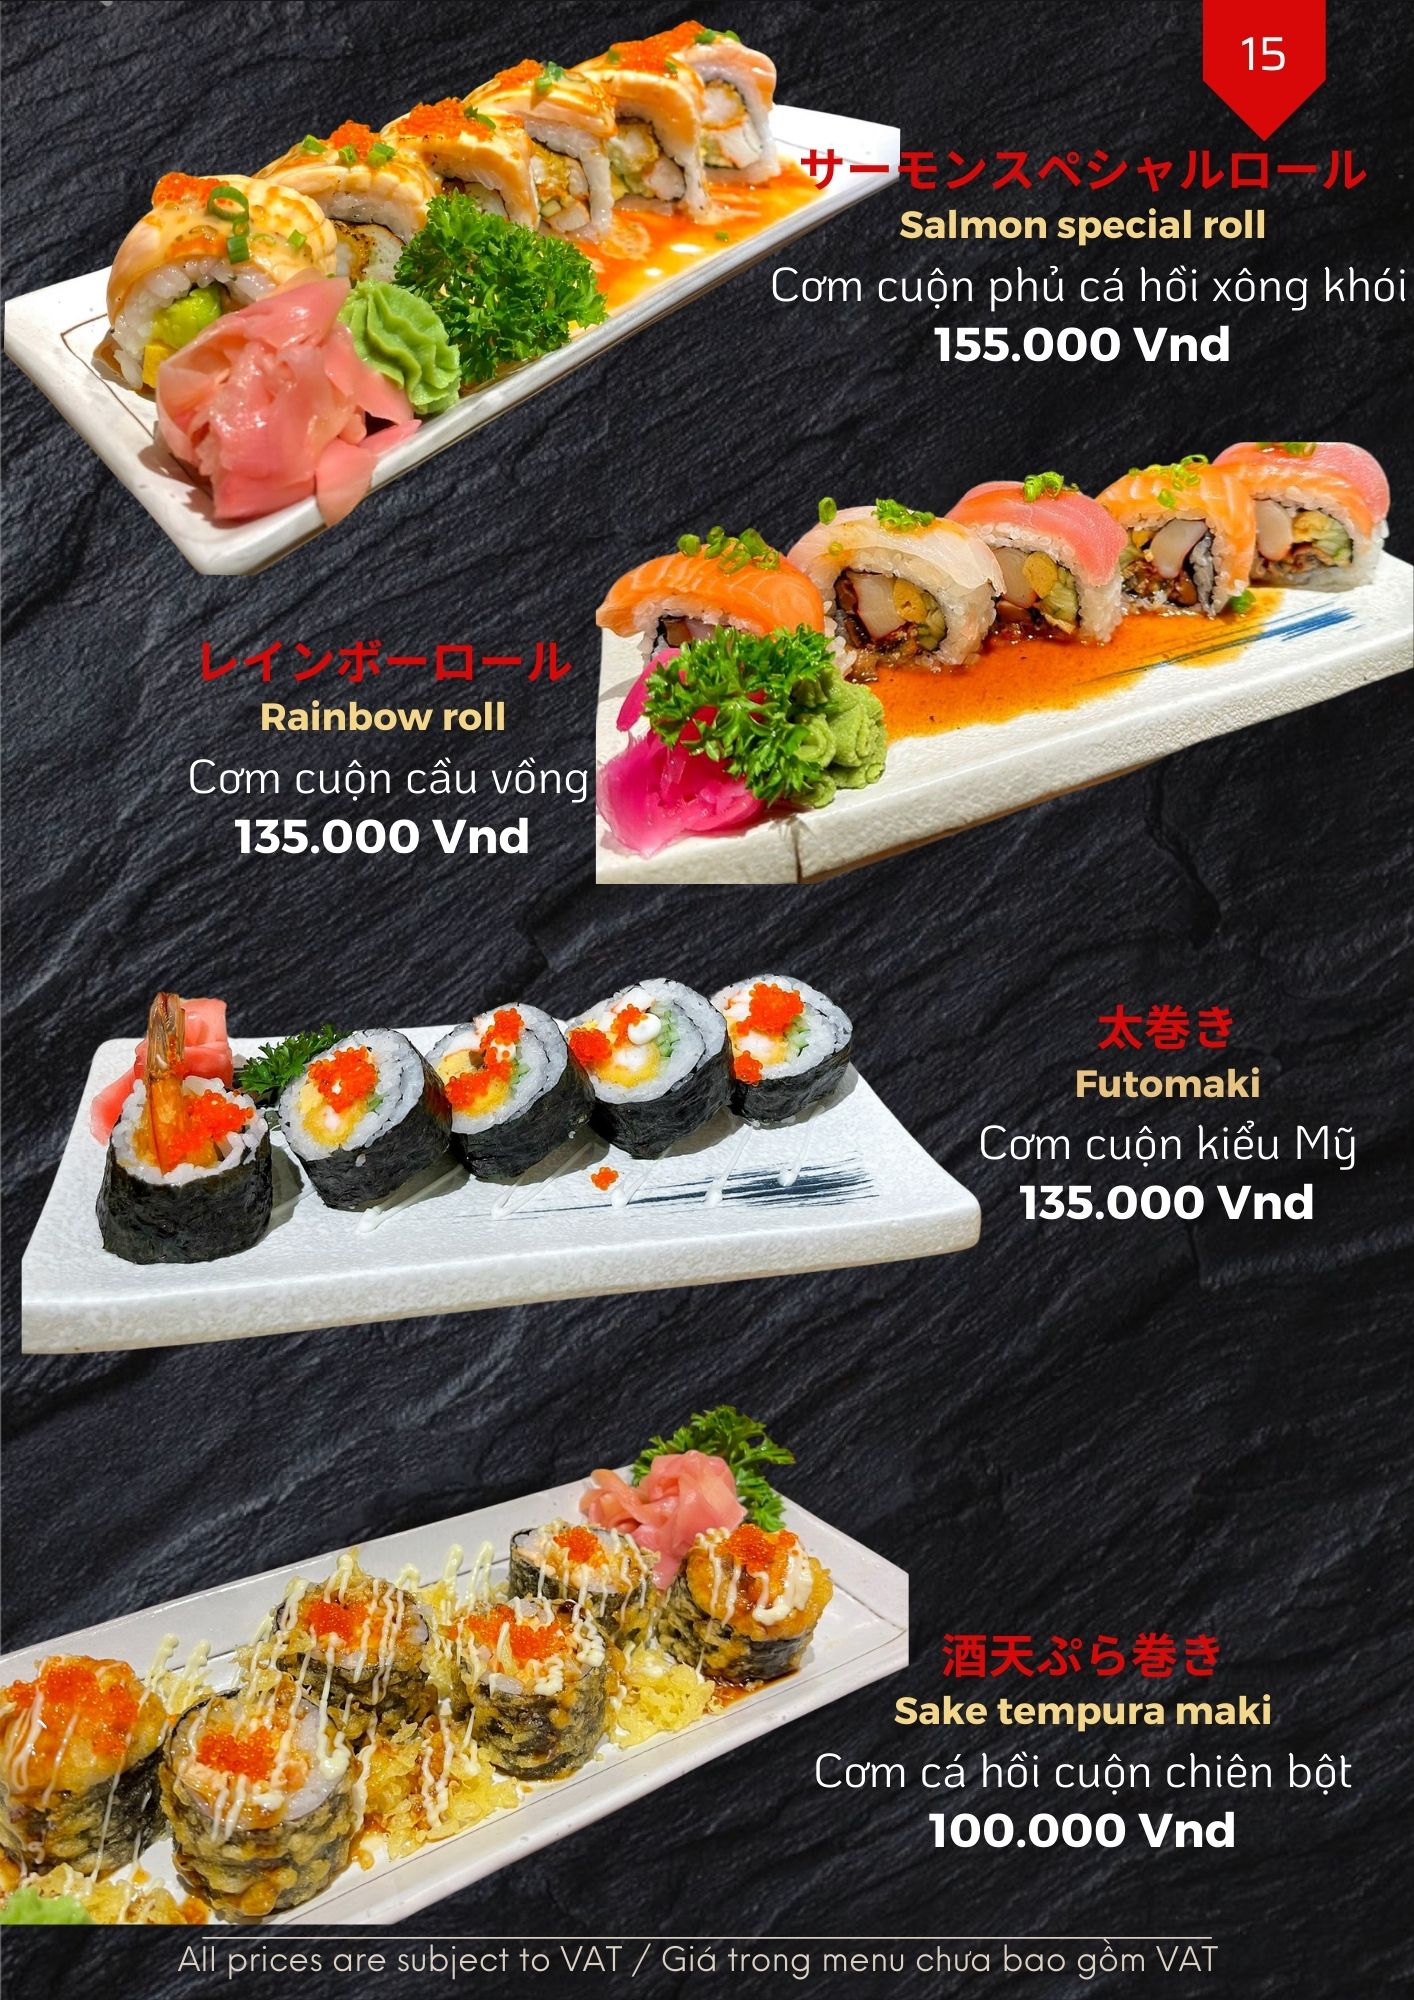 15
サーモンスペシャルロール
Salmon special roll
Cơm cuộn phủ cá hồi xông khói
155.000 Vnd
レインボーロール
Rainbow roll
Cơm cuộn cầu vồng
135.000 Vnd
太巻き
Futomaki
Cơm cuộn kiểu Mỹ
135.000 Vnd
酒天ぷら巻き
Sake tempura maki
Cơm cá hồi cuộn chiên bột
100.000 Vnd
All prices are subject to VAT / Giá trong menu chưa bao gồm VAT